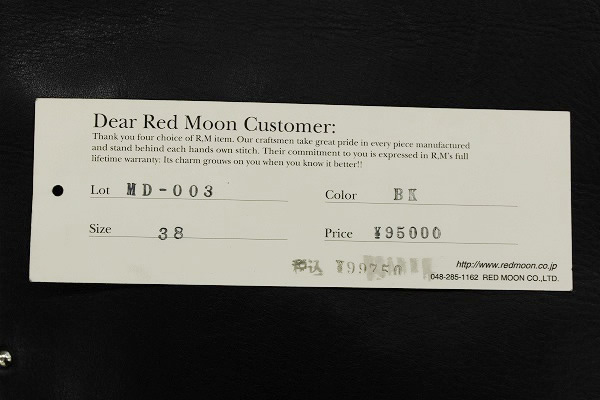 Dear Red Moon Customer:
Thank you four choice of R,M item. Our craftsmen take great pride in every piece manufactured
and stand behind each hands own stitch. Their commitment to you is expressed in R,M's full
lifetime warranty: Its charm grouws on you when you know it better!!
Lot MD-003 Color BK
Size 38 Price ¥95000
税込 ¥99750
http://www.redmoon.co.jp
048-285-1162 RED MOON CO.,LTD.